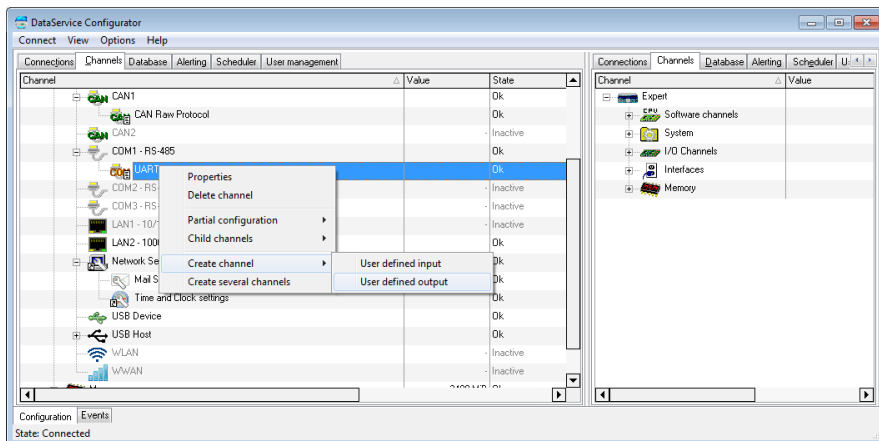 DataService Configurator
Connect View Options Help
Connections Channels Database Alerting Scheduler User management
Channel Value State
CAN1 Ok
CAN Raw Protocol Ok
CAN2 - Inactive
COM1 - RS-485 Ok
UART Ok
COM2 - RS- - Inactive
COM3 - RS- - Inactive
LAN1 - 10/1 - Inactive
LAN2 - 100 Ok
Network Se Ok
Mail S Ok
Time and Clock settings Ok
USB Device Ok
USB Host Ok
WLAN - Inactive
WWAN - Inactive
Properties
Delete channel
Partial configuration
Child channels
Create channel
Create several channels
User defined input
User defined output
Connections Channels Database Alerting Scheduler U
Channel Value
Expert
Software channels
System
I/O Channels
Interfaces
Memory
Configuration Events
State: Connected